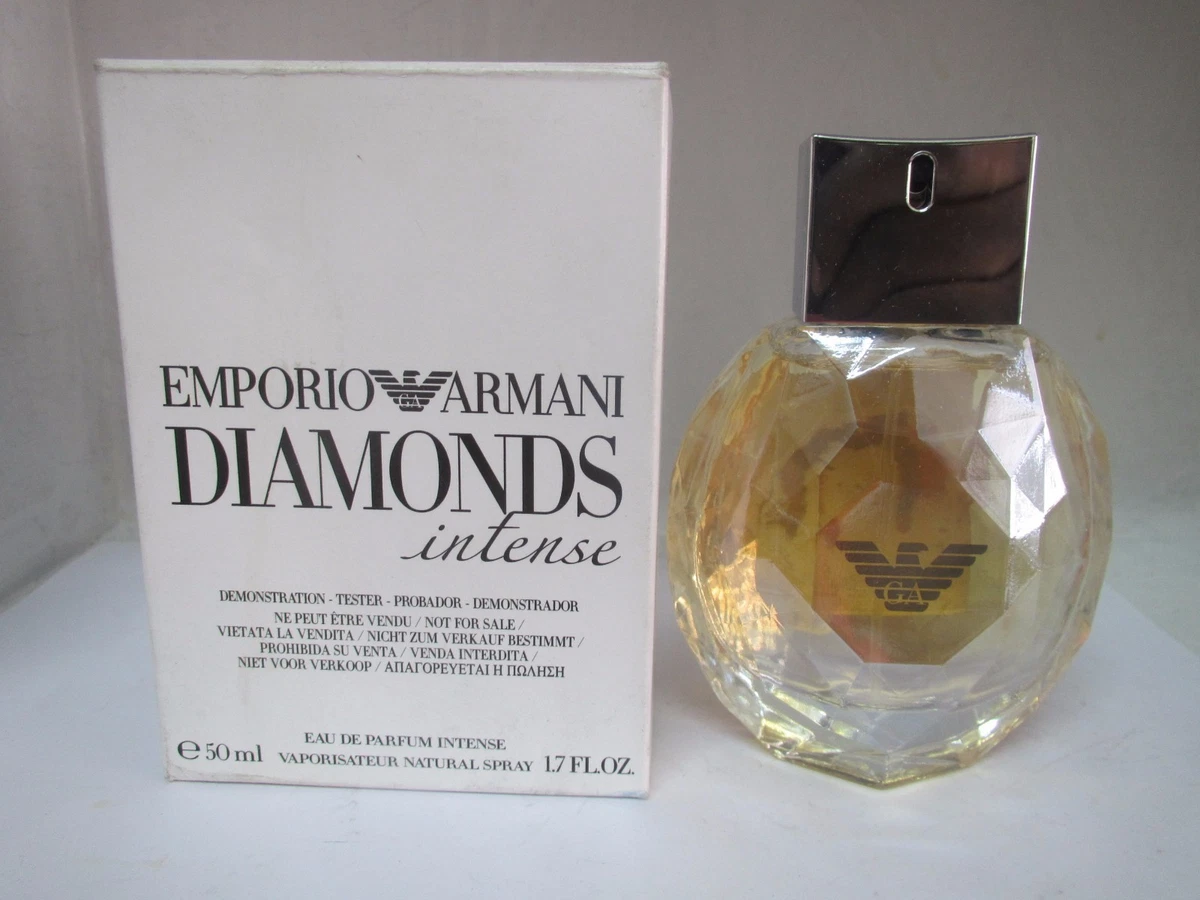 EMPORIO GA ARMANI
DIAMONDS
intense
DEMONSTRATION - TESTER - PROBADOR - DEMONSTRADOR
NE PEUT ÊTRE VENDU / NOT FOR SALE /
VIETATA LA VENDITA / NICHT ZUM VERKAUF BESTIMMT /
PROHIBIDA SU VENTA / VENDA INTERDITA /
NIET VOOR VERKOOP / ΑΠΑΓΟΡΕΥΕΤΑΙ Η ΠΩΛΗΣΗ
EAU DE PARFUM INTENSE
℮ 50 ml VAPORISATEUR NATURAL SPRAY 1.7 FL.OZ.
GA